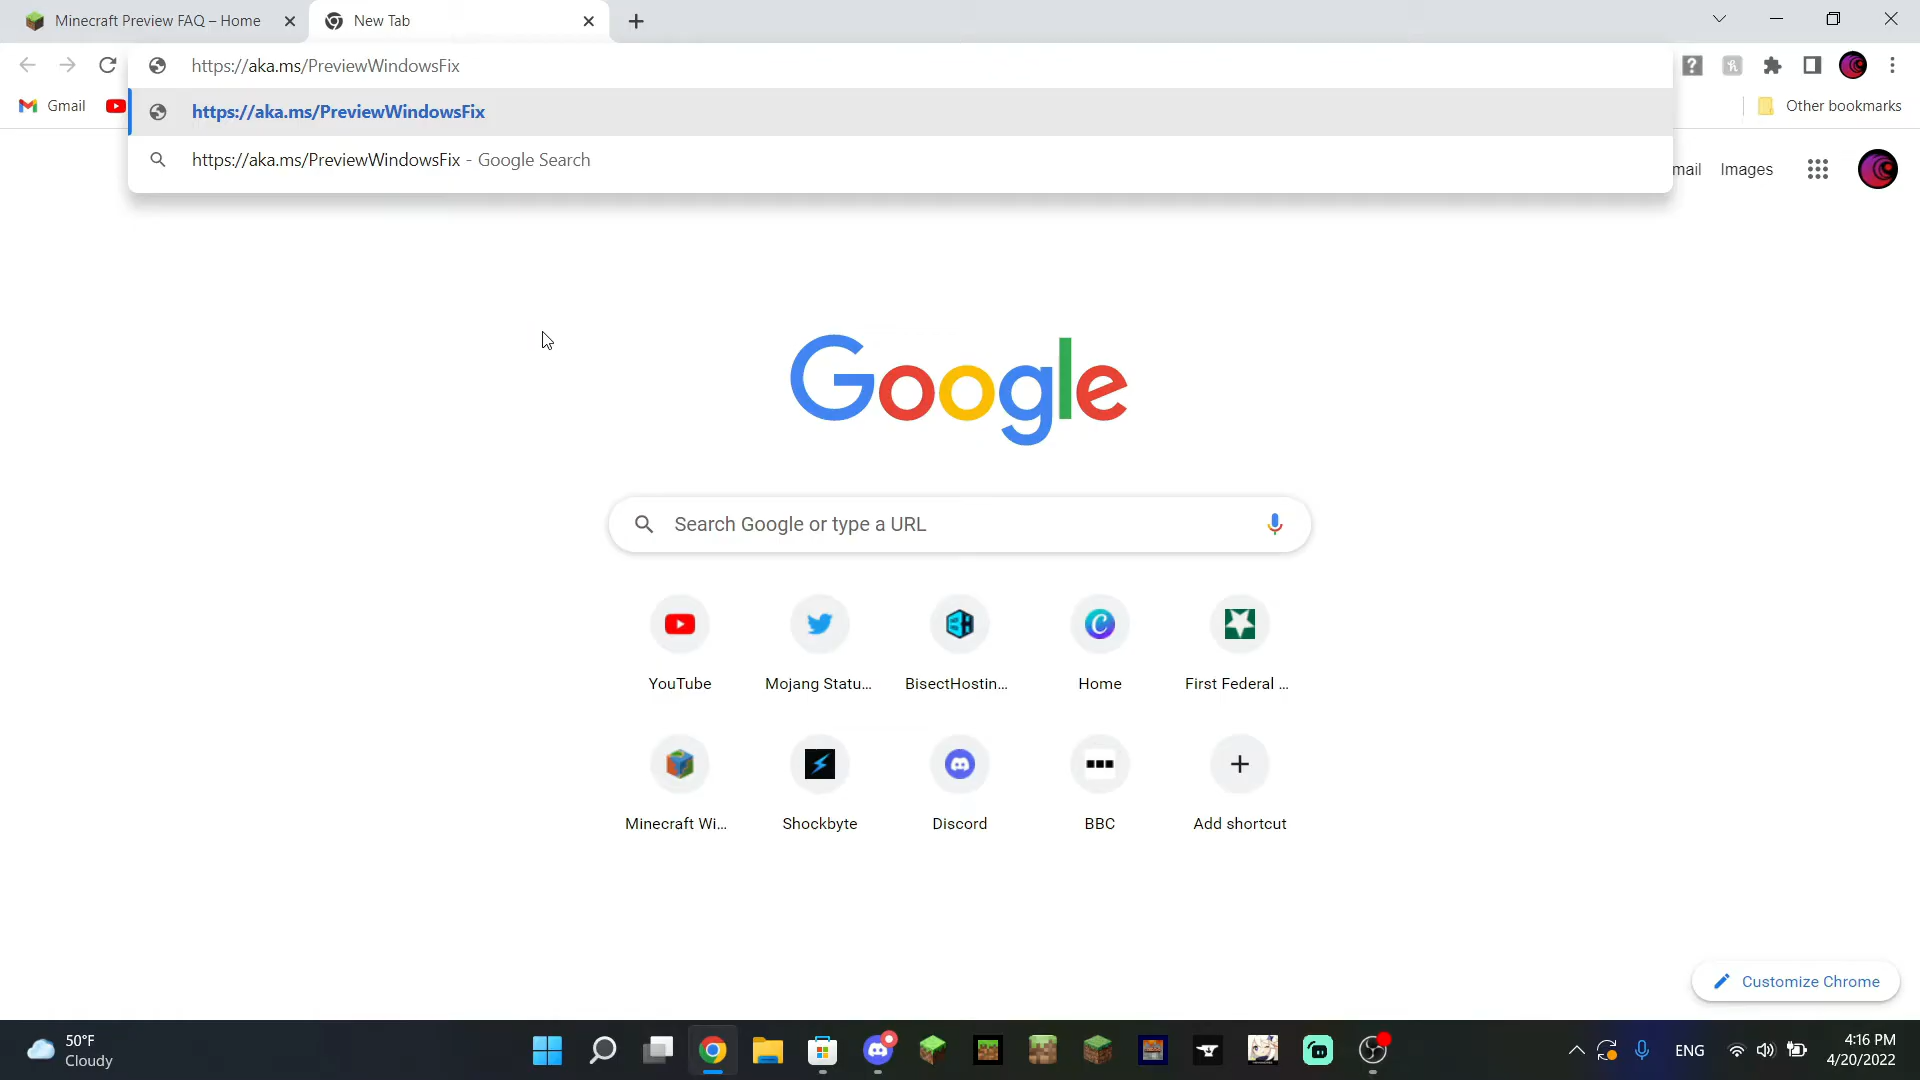 Minecraft Preview FAQ – Home
New Tab
https://aka.ms/PreviewWindowsFix
Gmail
https://aka.ms/PreviewWindowsFix
Other bookmarks
https://aka.ms/PreviewWindowsFix - Google Search
mail Images
Google
Search Google or type a URL
YouTube
Mojang Statu...
BisectHostin...
Home
First Federal ...
Minecraft Wi...
Shockbyte
Discord
BBC
Add shortcut
Customize Chrome
50°F
Cloudy
ENG
4:16 PM
4/20/2022